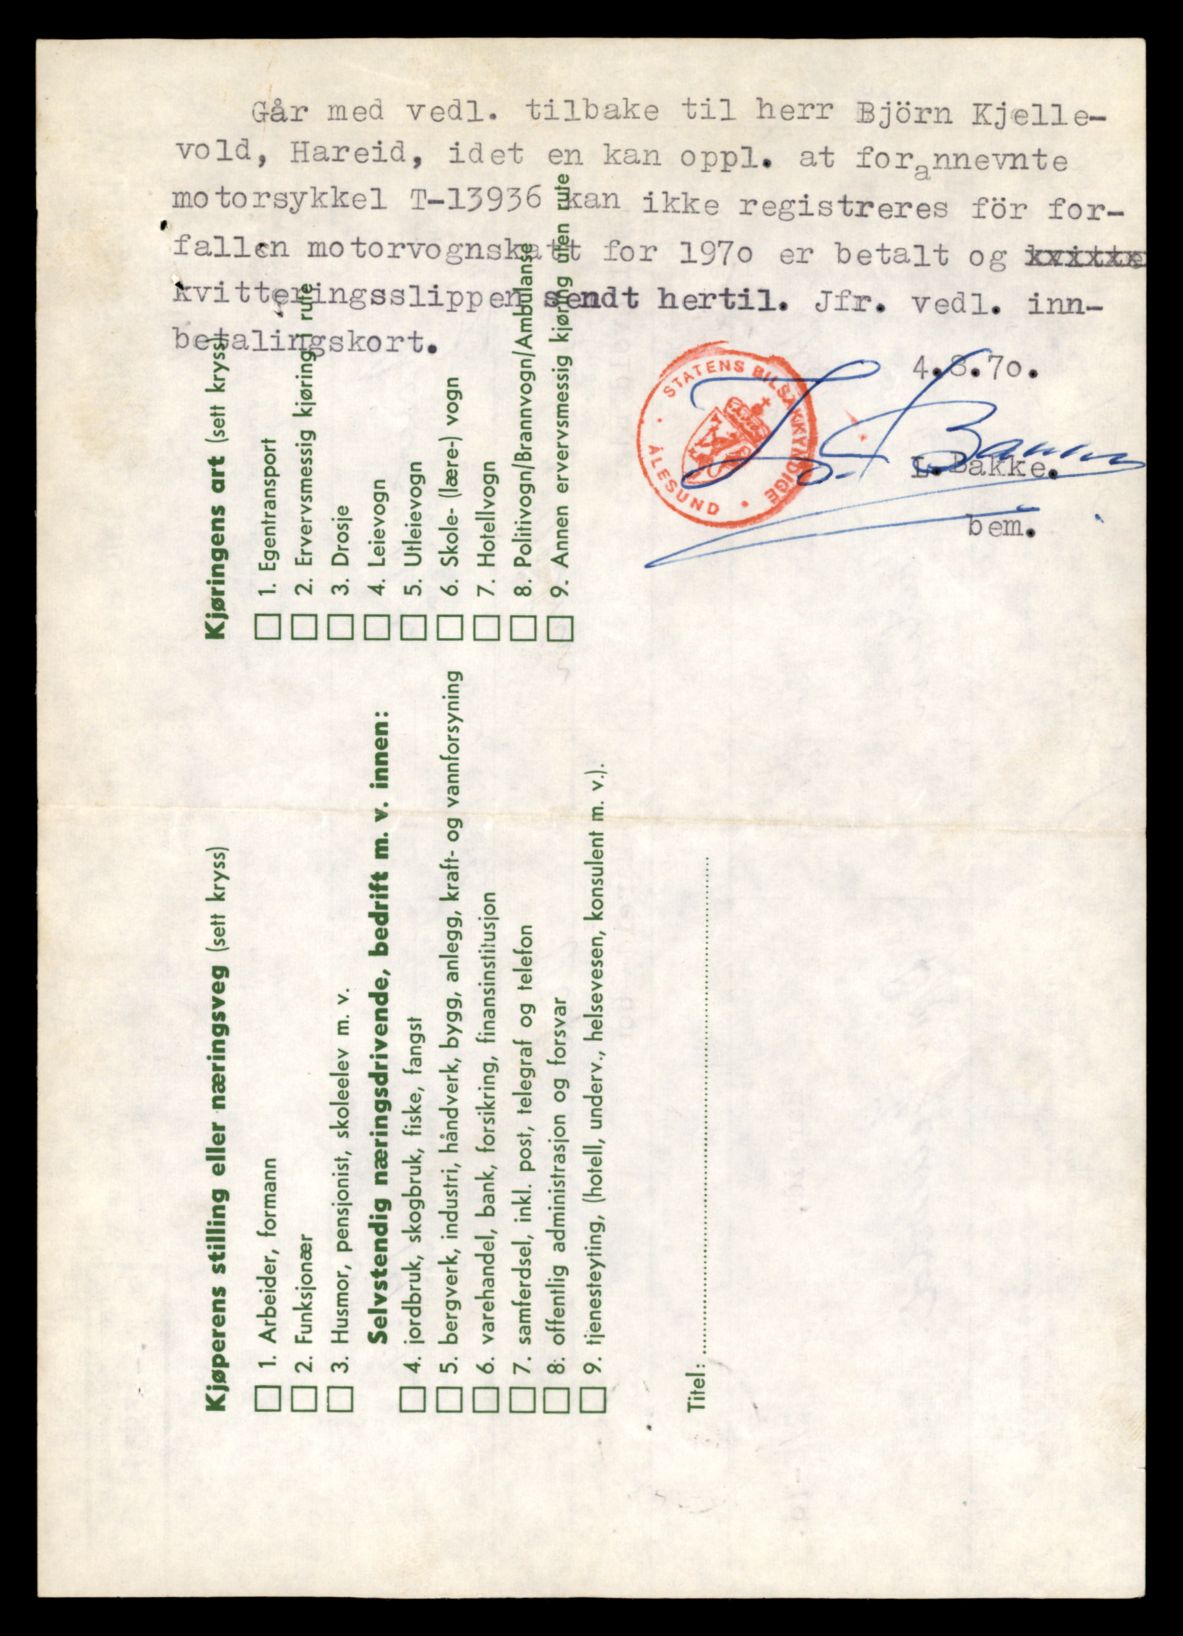 Går med vedl. tilbake til herr Björn Kjelle-
vold, Hareid, idet en kan oppl. at forannevnte
motorsykkel T-13936 kan ikke registreres för for-
fallen motorvognskatt for 197o er betalt og
kvitteringsslippen sendt hertil. Jfr. vedl. inn-
betalingskort.
4.8.7o.
STATENS BILSAKKYNDIGE
ÅLESUND
L. Bakke.
bem.
Kjøringens art (sett kryss)
1. Egentransport
2. Ervervsmessig kjøring i rute
3. Drosje
4. Leievogn
5. Utleievogn
6. Skole- (lære-) vogn
7. Hotellvogn
8. Politivogn/Brannvogn/Ambulanse
9. Annen ervervsmessig kjøring uten rute
Kjøperens stilling eller næringsveg (sett kryss)
1. Arbeider, formann
2. Funksjonær
3. Husmor, pensjonist, skoleelev m. v.
Selvstendig næringsdrivende, bedrift m. v. innen:
4. jordbruk, skogbruk, fiske, fangst
5. bergverk, industri, håndverk, bygg, anlegg, kraft- og vannforsyning
6. varehandel, bank, forsikring, finansinstitusjon
7. samferdsel, inkl. post, telegraf og telefon
8. offentlig administrasjon og forsvar
9. tjenesteyting, (hotell, underv., helsevesen, konsulent m. v.).
Titel: